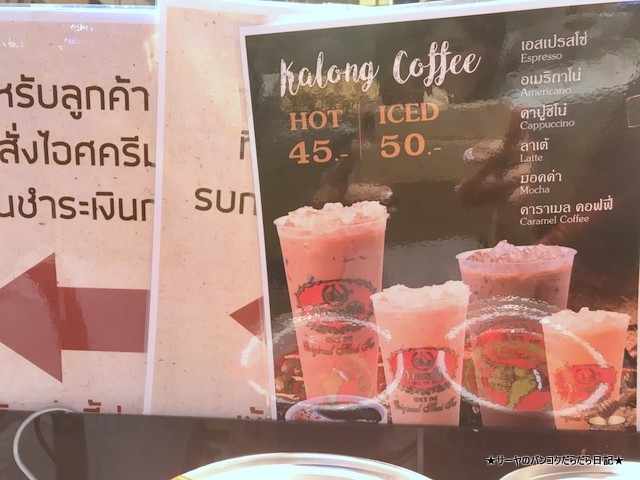 หรับลูกค้า
สั่งไอศครีม
นชำระเงินก
รบก
Kalong Coffee
HOT
45.-
ICED
50.-
เอสเปรสโซ่
Espresso
อเมริกาโน่
Americano
คาปูชิโน่
Cappuccino
ลาเต้
Latte
มอคค่า
Mocha
คาราเมล คอฟฟี่
Caramel Coffee
★サーヤのバンコクだらだら日記★